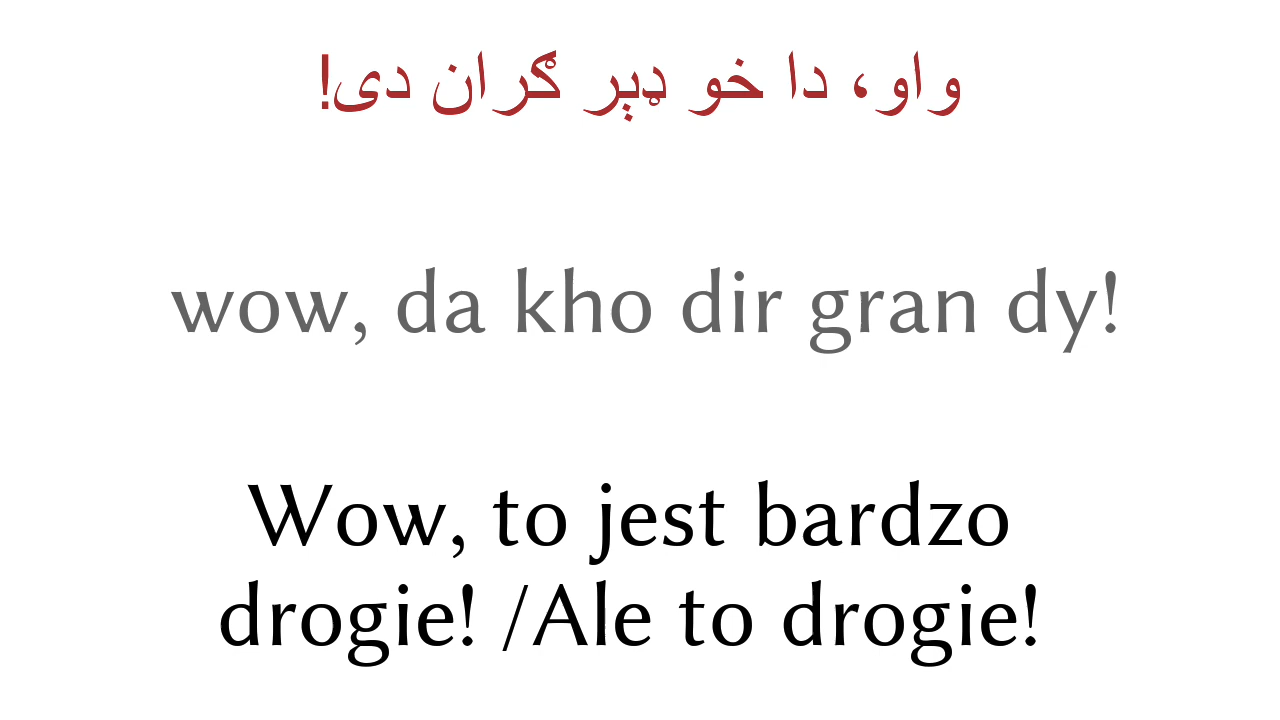 واو، دا خو ډېر ګران دی!
wow, da kho dir gran dy!
Wow, to jest bardzo
drogie! /Ale to drogie!